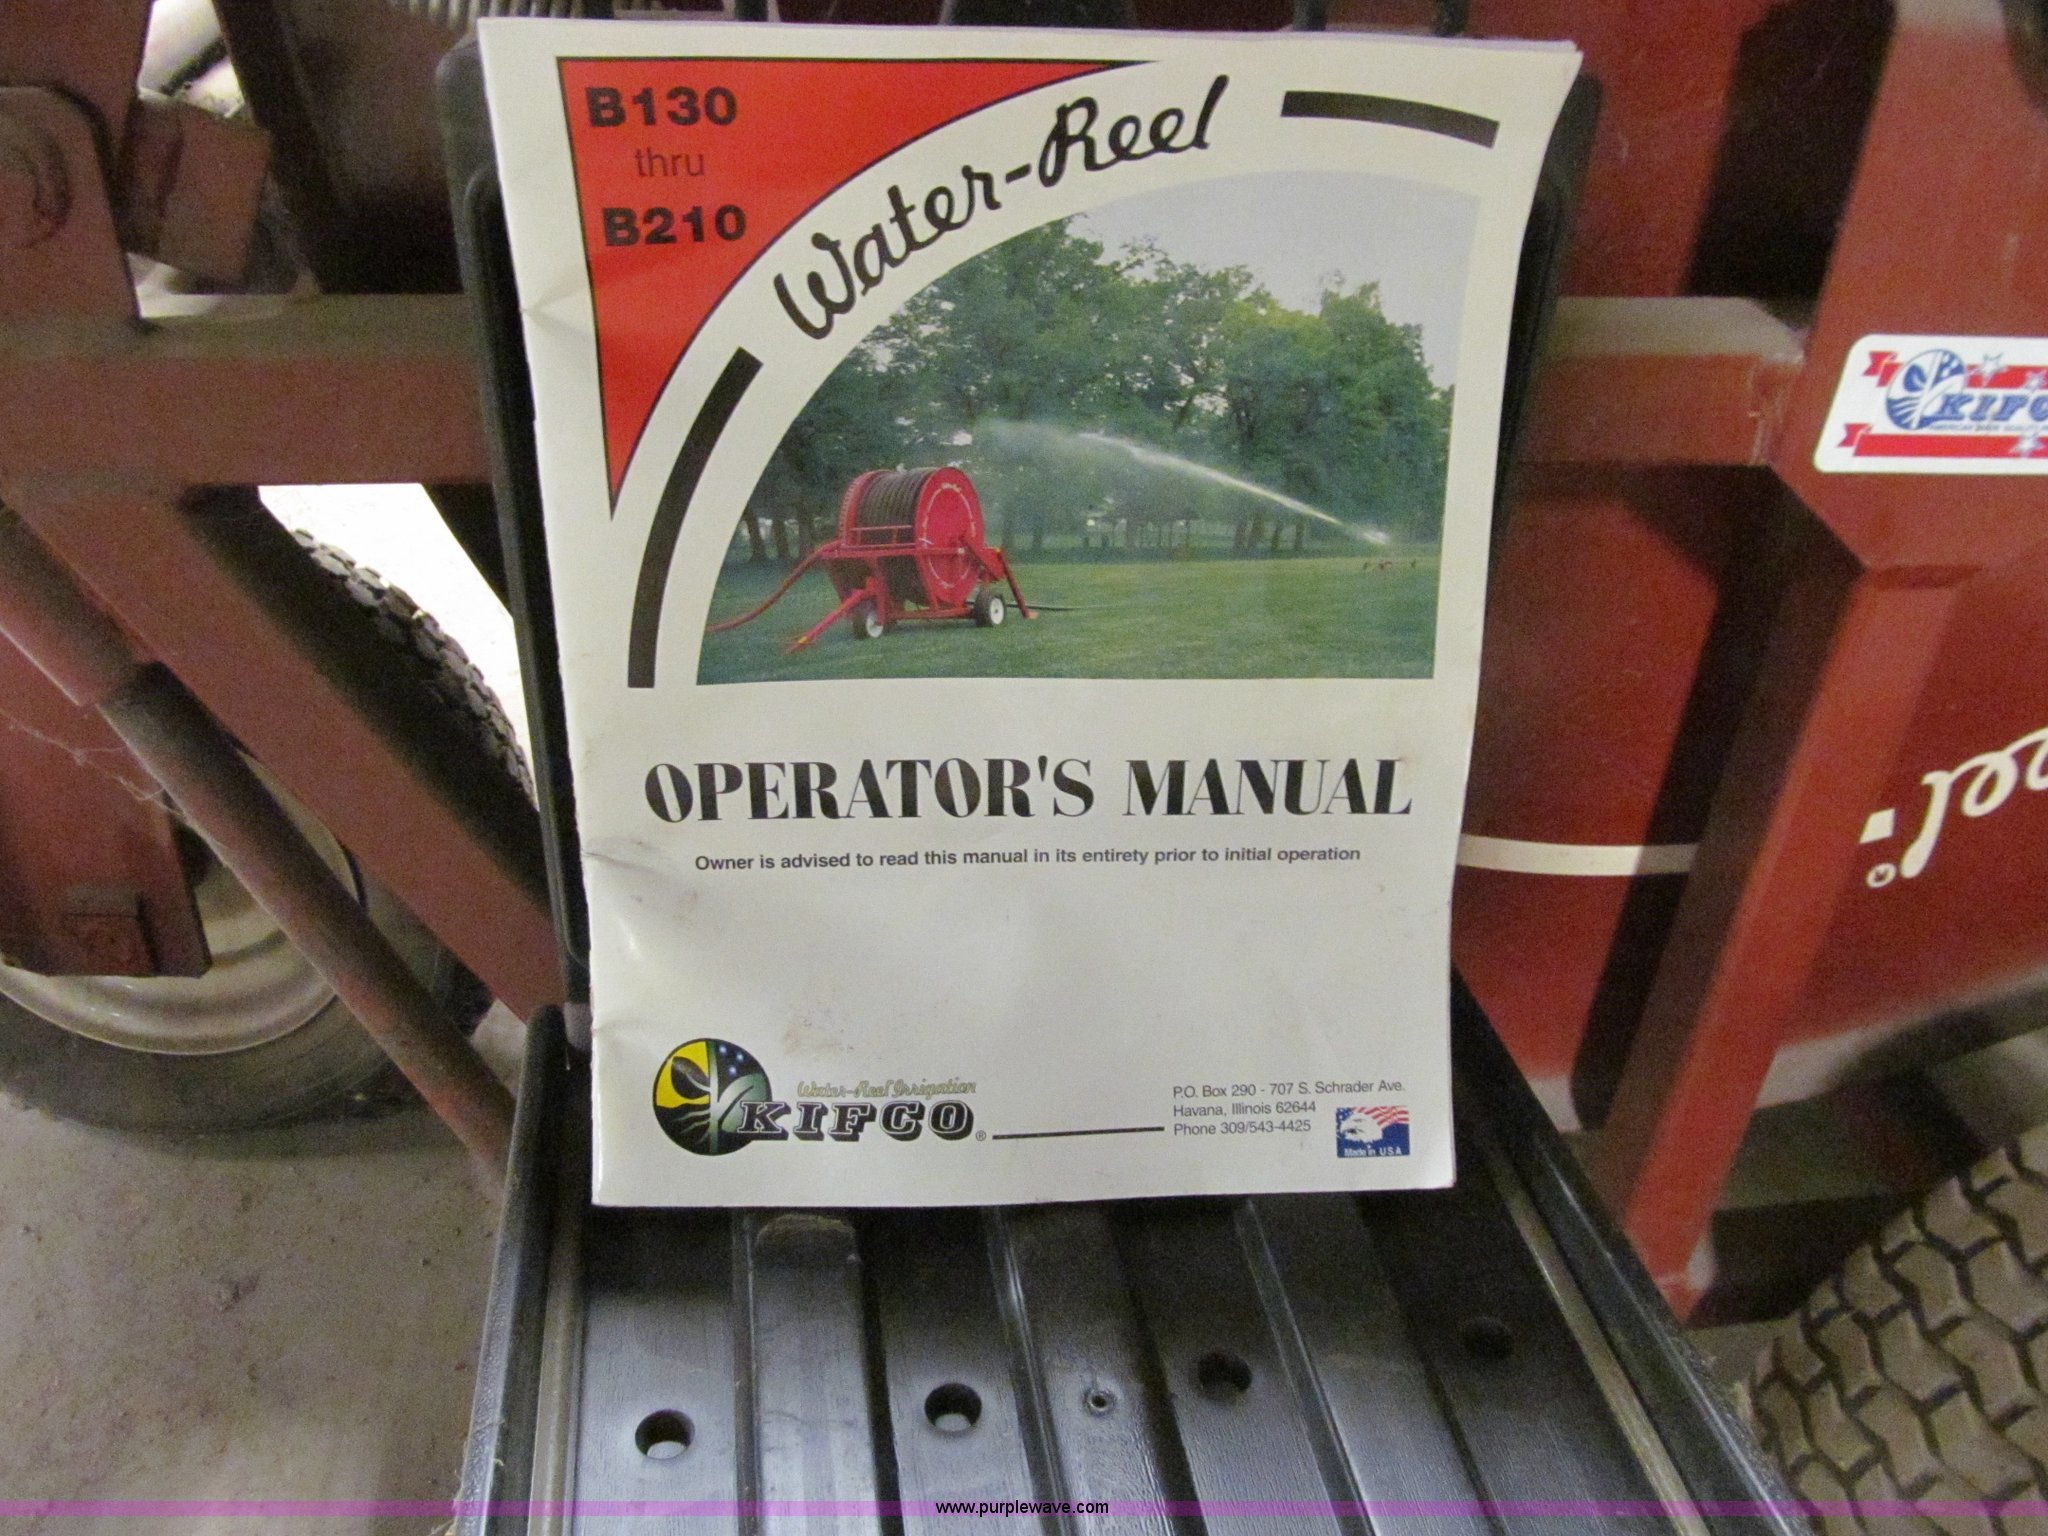 B130
thru
B210
Water-Reel
OPERATOR'S MANUAL
Owner is advised to read this manual in its entirety prior to initial operation
Water-Reel Irrigation
KIFCO®
P.O. Box 290 - 707 S. Schrader Ave.
Havana, Illinois 62644
Phone 309/543-4425
Made in USA
KIFCO
www.purplewave.com